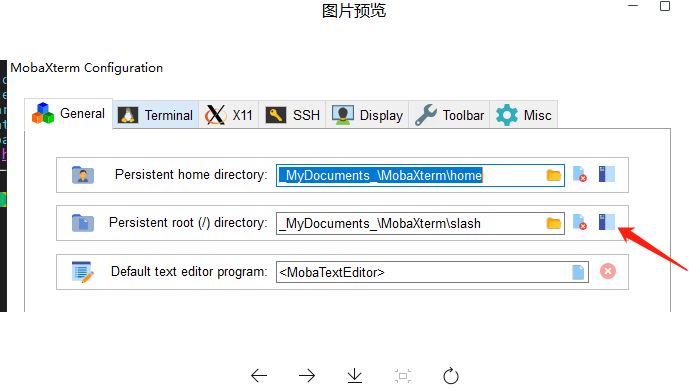 图片预览
MobaXterm Configuration
General
Terminal
X11
SSH
Display
Toolbar
Misc
Persistent home directory:
_MyDocuments_\MobaXterm\home
Persistent root (/) directory:
_MyDocuments_\MobaXterm\slash
Default text editor program:
<MobaTextEditor>